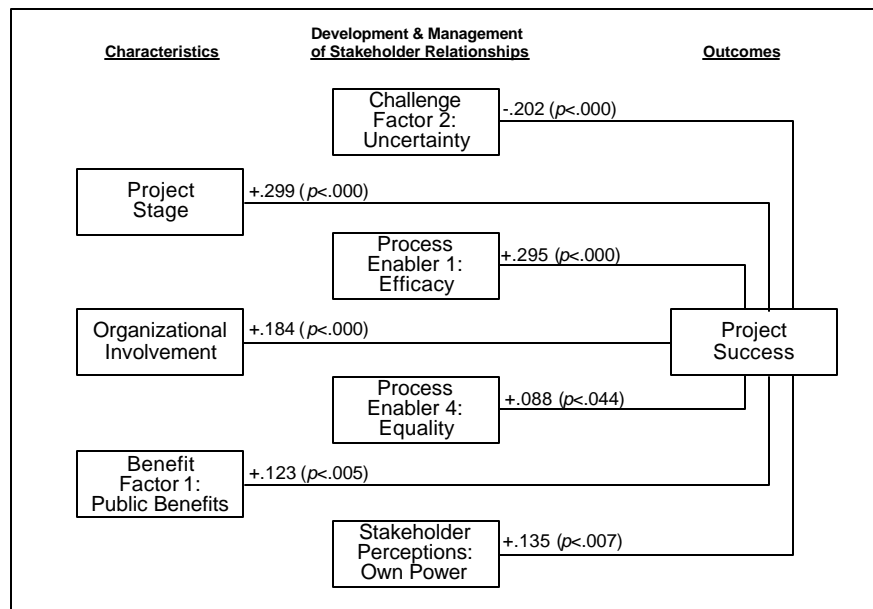 Characteristics
Development & Management
of Stakeholder Relationships
Outcomes
Challenge
Factor 2:
Uncertainty
-.202 (p<.000)
Project
Stage
+.299 (p<.000)
Process
Enabler 1:
Efficacy
+.295 (p<.000)
Organizational
Involvement
+.184 (p<.000)
Project
Success
Process
Enabler 4:
Equality
+.088 (p<.044)
Benefit
Factor 1:
Public Benefits
+.123 (p<.005)
Stakeholder
Perceptions:
Own Power
+.135 (p<.007)